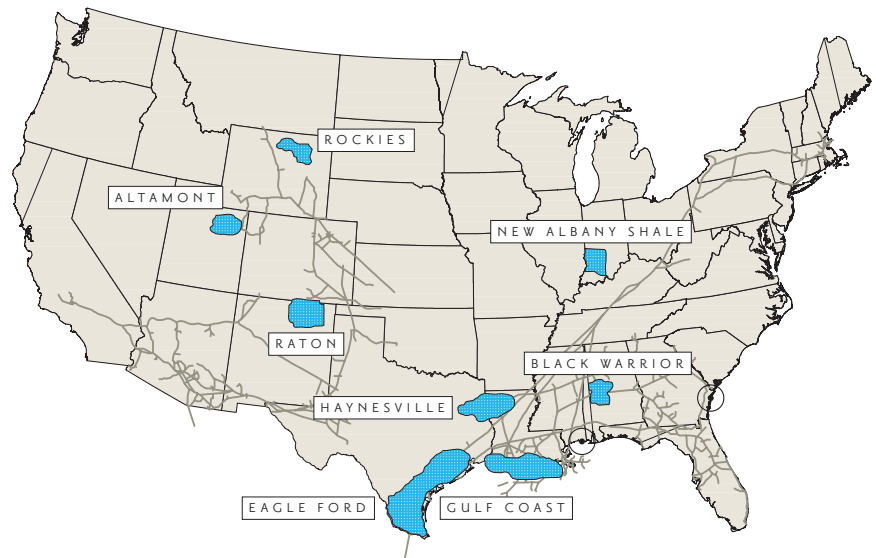 ROCKIES
ALTAMONT
NEW ALBANY SHALE
RATON
BLACK WARRIOR
HAYNESVILLE
EAGLE FORD
GULF COAST